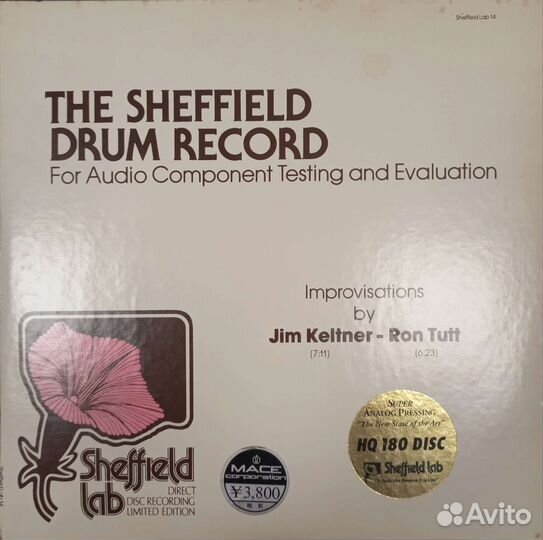 Sheffield Lab 14
THE SHEFFIELD
DRUM RECORD
For Audio Component Testing and Evaluation
Improvisations
by
Jim Keltner - Ron Tutt
(7:11) (6:23)
SUPER
ANALOG PRESSING
"The New State of the Art"
HQ 180 DISC
Sheffield lab
Sheffield
lab
DIRECT
DISC RECORDING
LIMITED EDITION
MACE
corporation
¥3,800
Avito